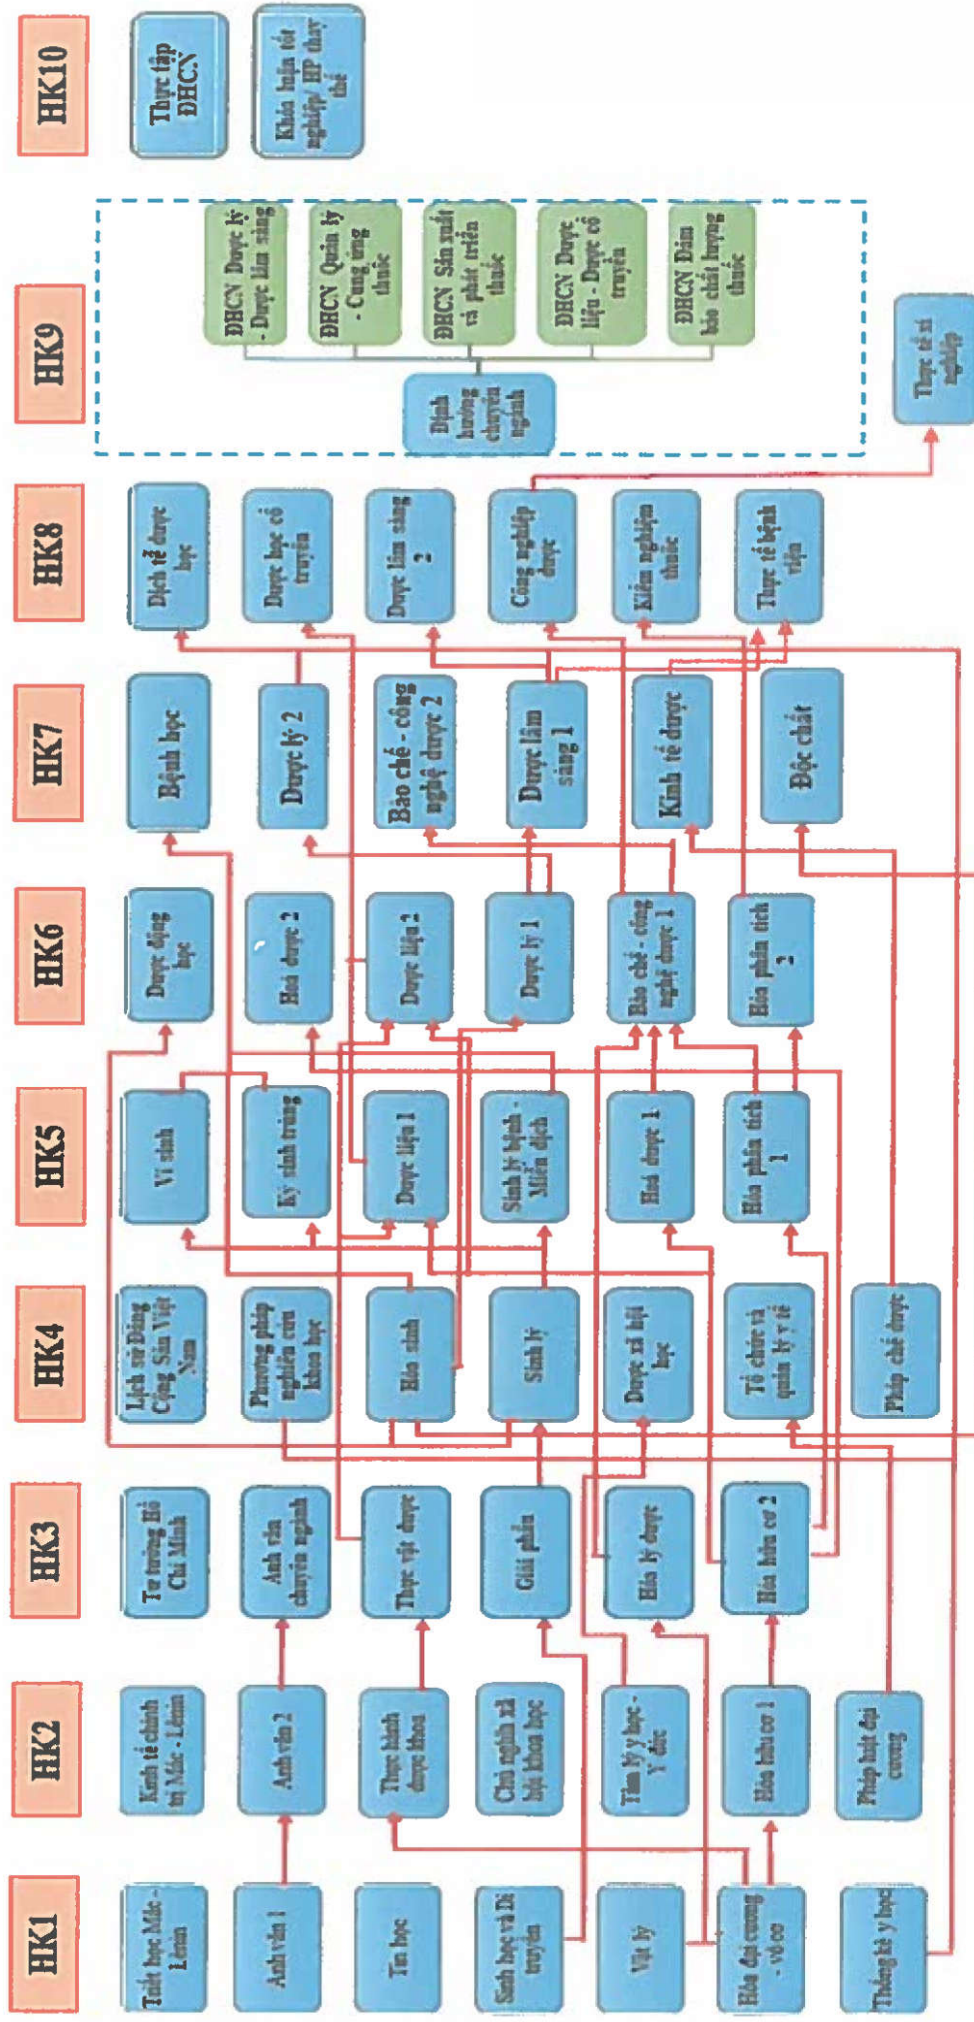 HK1
Triết học Mác -
Lênin
Anh văn 1
Tin học
Sinh học và Di
truyền
Vật lý
Hóa đại cương
- vô cơ
Thống kê y học
HK2
Kinh tế chính
trị Mác - Lênin
Anh văn 2
Thực hành
dược khoa
Chủ nghĩa xã
hội khoa học
Tâm lý y học -
Y đức
Hóa hữu cơ 1
Pháp luật đại
cương
HK3
Tư tưởng Hồ
Chí Minh
Anh văn
chuyên ngành
Thực vật dược
Giải phẫu
Hóa lý dược
Hóa hữu cơ 2
HK4
Lịch sử Đảng
Cộng Sản Việt
Nam
Phương pháp
nghiên cứu
khoa học
Hóa sinh
Sinh lý
Dược xã hội
học
Tổ chức và
quản lý y tế
Pháp chế dược
HK5
Vi sinh
Ký sinh trùng
Dược liệu 1
Sinh lý bệnh -
Miễn dịch
Hoá dược 1
Hóa phân tích
1
HK6
Dược động
học
Hoá dược 2
Dược liệu 2
Dược lý 1
Bào chế - công
nghệ dược 1
Hóa phân tích
2
HK7
Bệnh học
Dược lý 2
Bào chế - công
nghệ dược 2
Dược lâm
sàng 1
Kinh tế dược
Độc chất
HK8
Dịch tễ dược
học
Dược học cổ
truyền
Dược lâm sàng
2
Công nghiệp
dược
Kiểm nghiệm
thuốc
Thực tế bệnh
viện
HK9
Định
hướng
chuyên
ngành
ĐHCN Dược lý
- Dược lâm sàng
ĐHCN Quản lý
- Cung ứng
thuốc
ĐHCN Sản xuất
và phát triển
thuốc
ĐHCN Dược
liệu - Dược cổ
truyền
ĐHCN Đảm
bảo chất lượng
thuốc
Thực tế xí
nghiệp
HK10
Thực tập
ĐHCN
Khóa luận tốt
nghiệp/ HP thay
thế